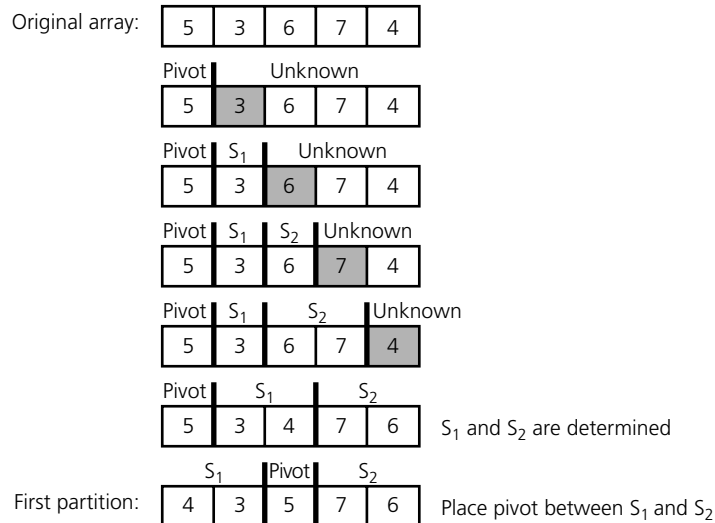 Original array: 5 3 6 7 4
Pivot Unknown
5 3 6 7 4
Pivot S₁ Unknown
5 3 6 7 4
Pivot S₁ S₂ Unknown
5 3 6 7 4
Pivot S₁ S₂ Unknown
5 3 6 7 4
Pivot S₁ S₂
5 3 4 7 6 S₁ and S₂ are determined
S₁ Pivot S₂
First partition: 4 3 5 7 6 Place pivot between S₁ and S₂